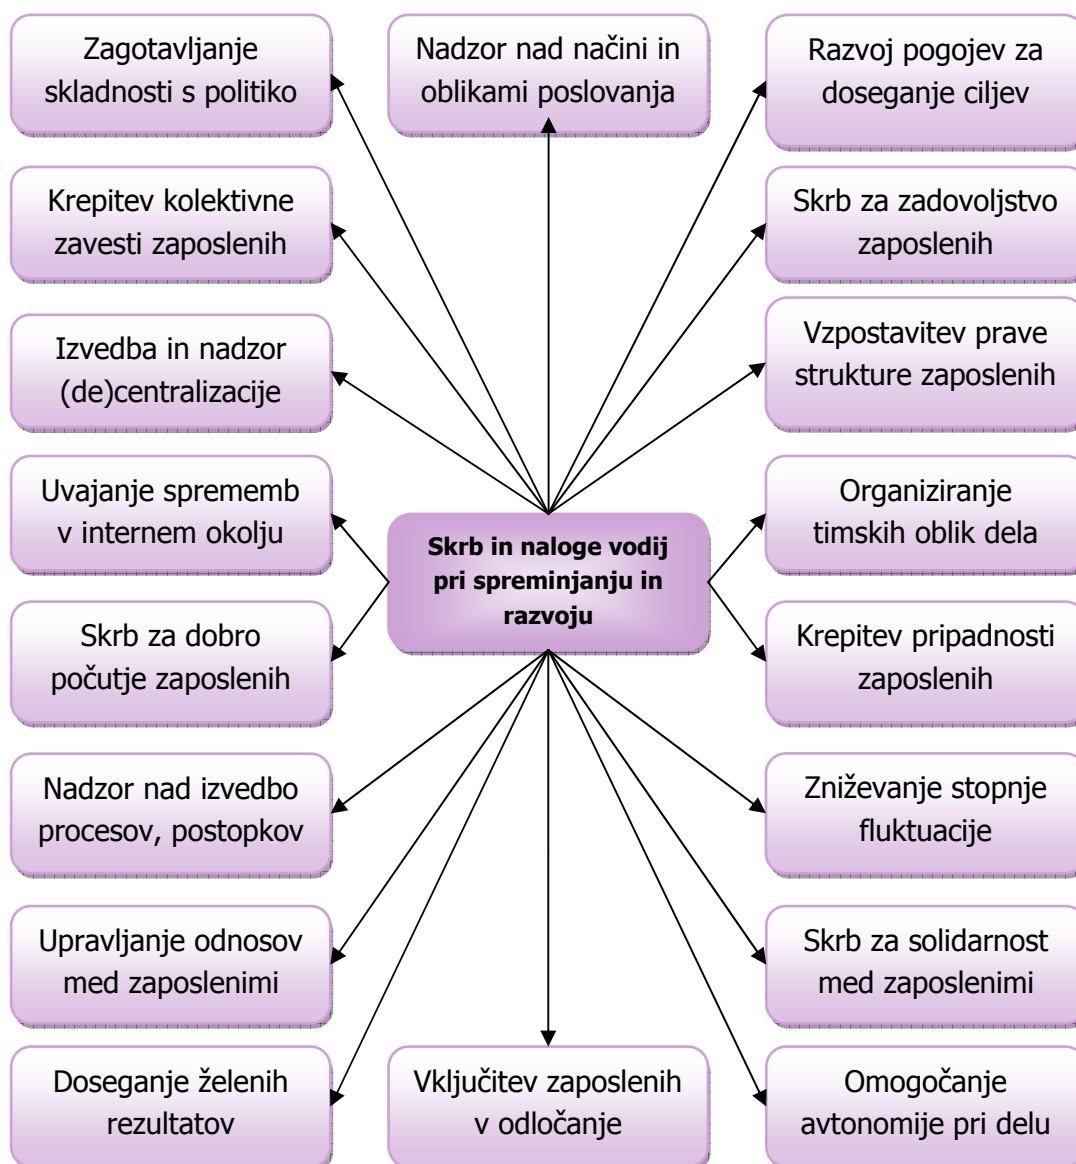 Zagotavljanje
skladnosti s politiko
Nadzor nad načini in
oblikami poslovanja
Razvoj pogojev za
doseganje ciljev
Krepitev kolektivne
zavesti zaposlenih
Skrb za zadovoljstvo
zaposlenih
Izvedba in nadzor
(de)centralizacije
Vzpostavitev prave
strukture zaposlenih
Uvajanje sprememb
v internem okolju
Skrb in naloge vodij
pri spreminjanju in
razvoju
Organiziranje
timskih oblik dela
Skrb za dobro
počutje zaposlenih
Krepitev pripadnosti
zaposlenih
Nadzor nad izvedbo
procesov, postopkov
Zniževanje stopnje
fluktuacije
Upravljanje odnosov
med zaposlenimi
Skrb za solidarnost
med zaposlenimi
Doseganje želenih
rezultatov
Vključitev zaposlenih
v odločanje
Omogočanje
avtonomije pri delu